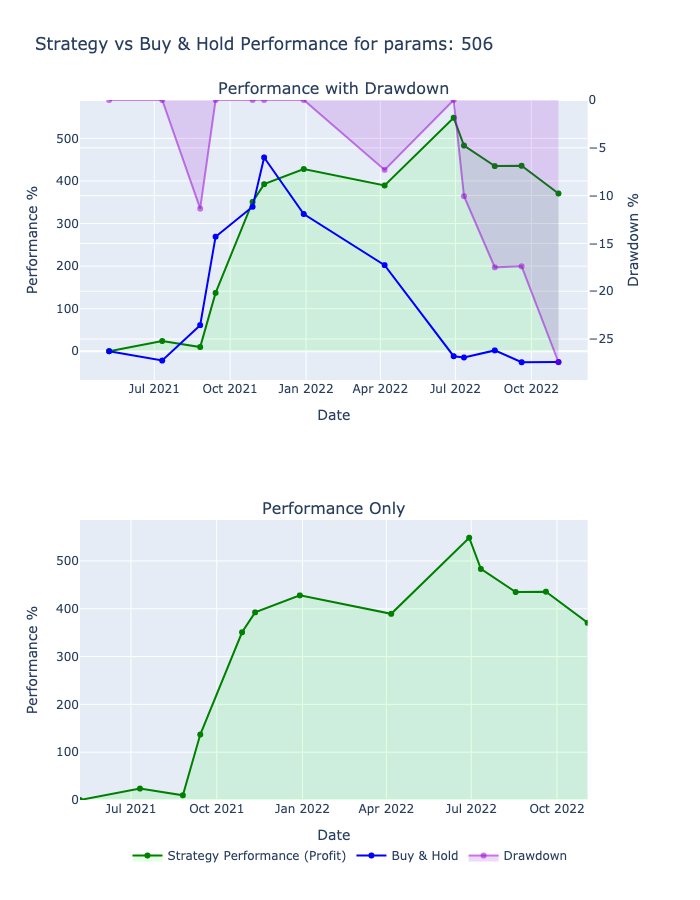 Strategy vs Buy & Hold Performance for params: 506
Performance with Drawdown
500
400
300
200
100
0
Performance %
0
−5
−10
−15
−20
−25
Drawdown %
Jul 2021 Oct 2021 Jan 2022 Apr 2022 Jul 2022 Oct 2022
Date
Performance Only
500
400
300
200
100
0
Performance %
Jul 2021 Oct 2021 Jan 2022 Apr 2022 Jul 2022 Oct 2022
Date
Strategy Performance (Profit) Buy & Hold Drawdown